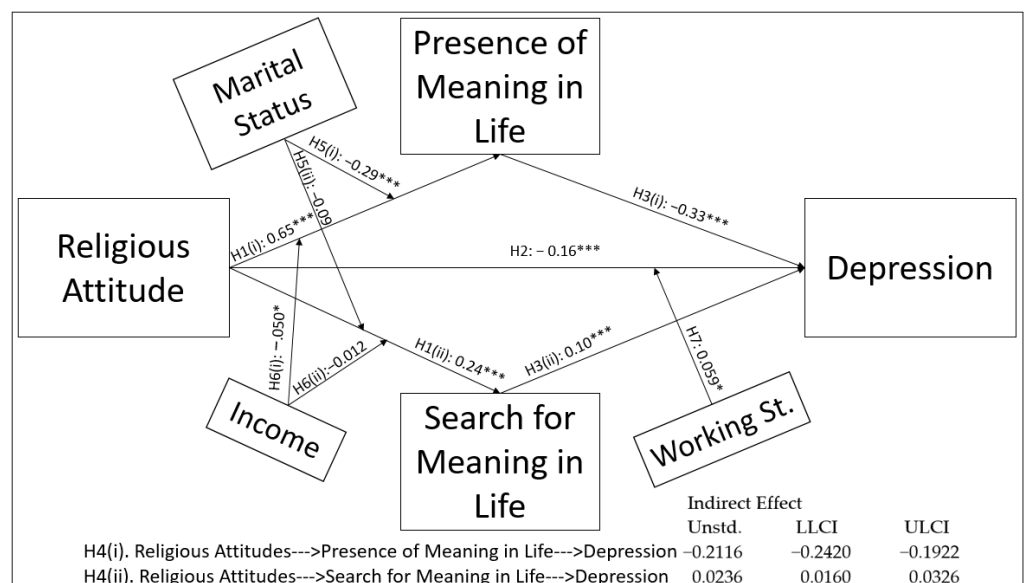 Marital
Status
Presence of
Meaning in
Life
H5(i): −0.29***
H5(ii): −0.09
H3(i): −0.33***
H1(i): 0.65***
Religious
Attitude
H2: − 0.16***
Depression
H6(i): −.050*
H6(ii):−0.012
H1(ii): 0.24***
H3(ii): 0.10***
H7: 0.059*
Income
Search for
Meaning in
Life
Working St.
Indirect Effect
Unstd. LLCI ULCI
H4(i). Religious Attitudes--->Presence of Meaning in Life--->Depression −0.2116 −0.2420 −0.1922
H4(ii). Religious Attitudes--->Search for Meaning in Life--->Depression 0.0236 0.0160 0.0326